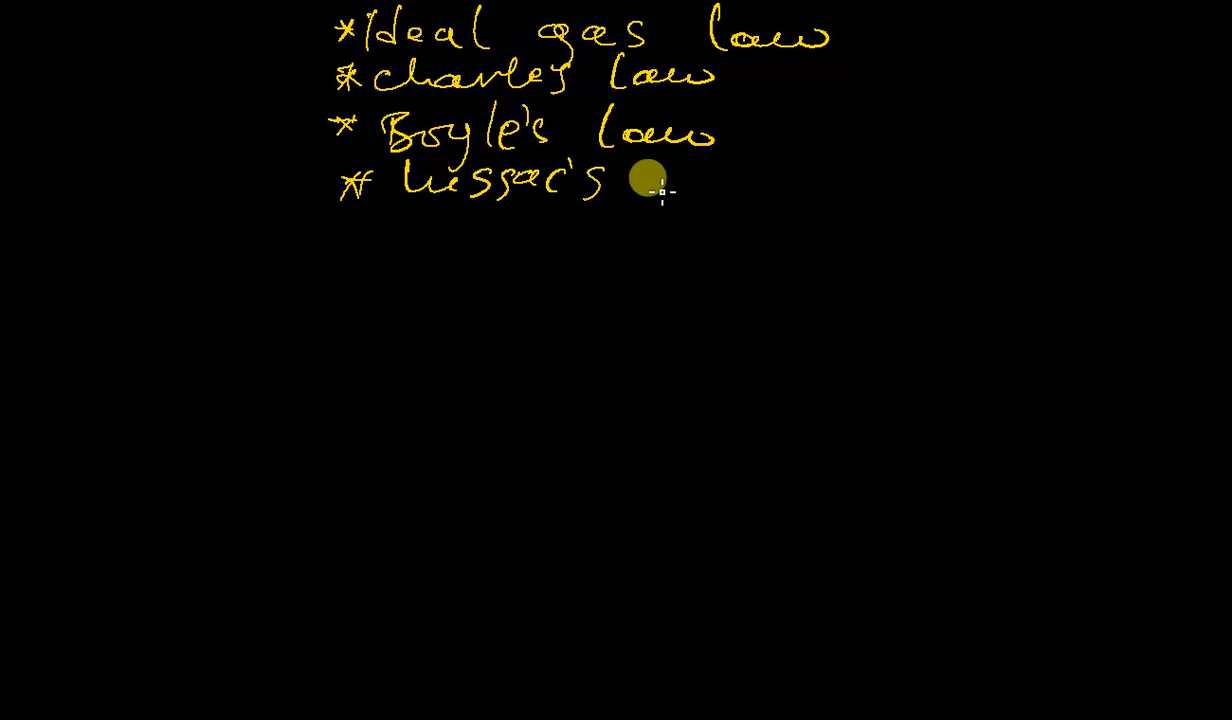 *Ideal gas law
*Charles law
* Boyle's law
* lussac's